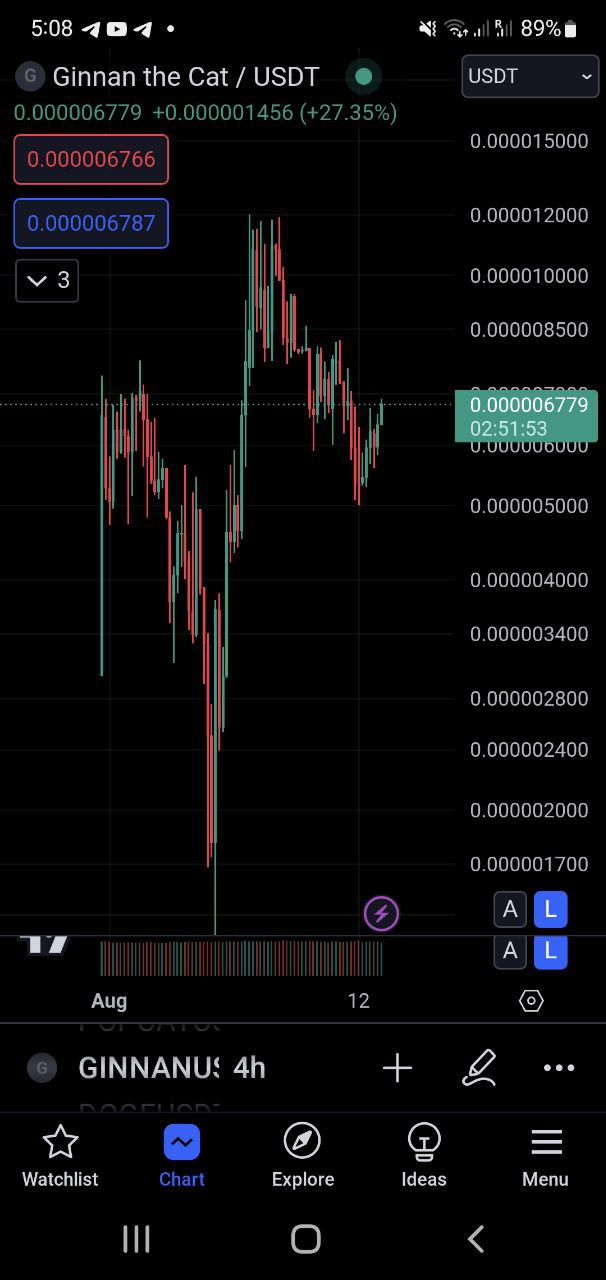 5:08
R
89%
G Ginnan the Cat / USDT
USDT
0.000006779 +0.000001456 (+27.35%)
0.000006766
0.000006787
3
0.000015000
0.000012000
0.000010000
0.000008500
0.000006779
02:51:53
0.000006000
0.000005000
0.000004000
0.000003400
0.000002800
0.000002400
0.000002000
0.000001700
A L
A L
Aug 12
G GINNANUS 4h
Watchlist Chart Explore Ideas Menu